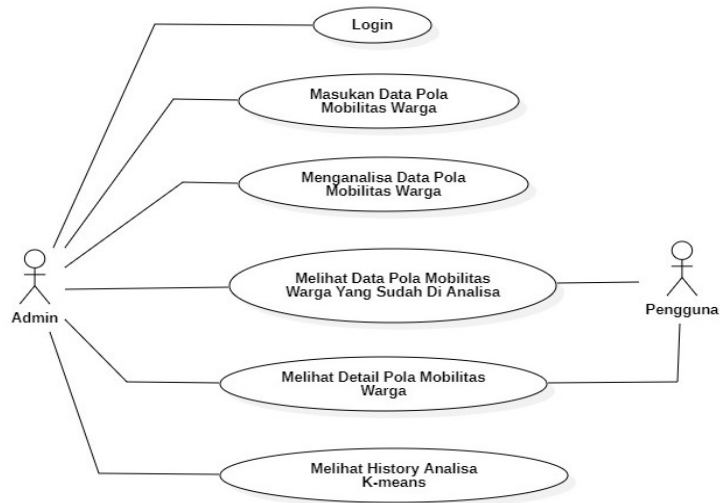 Login
Masukan Data Pola
Mobilitas Warga
Menganalisa Data Pola
Mobilitas Warga
Melihat Data Pola Mobilitas
Warga Yang Sudah Di Analisa
Admin
Pengguna
Melihat Detail Pola Mobilitas
Warga
Melihat History Analisa
K-means